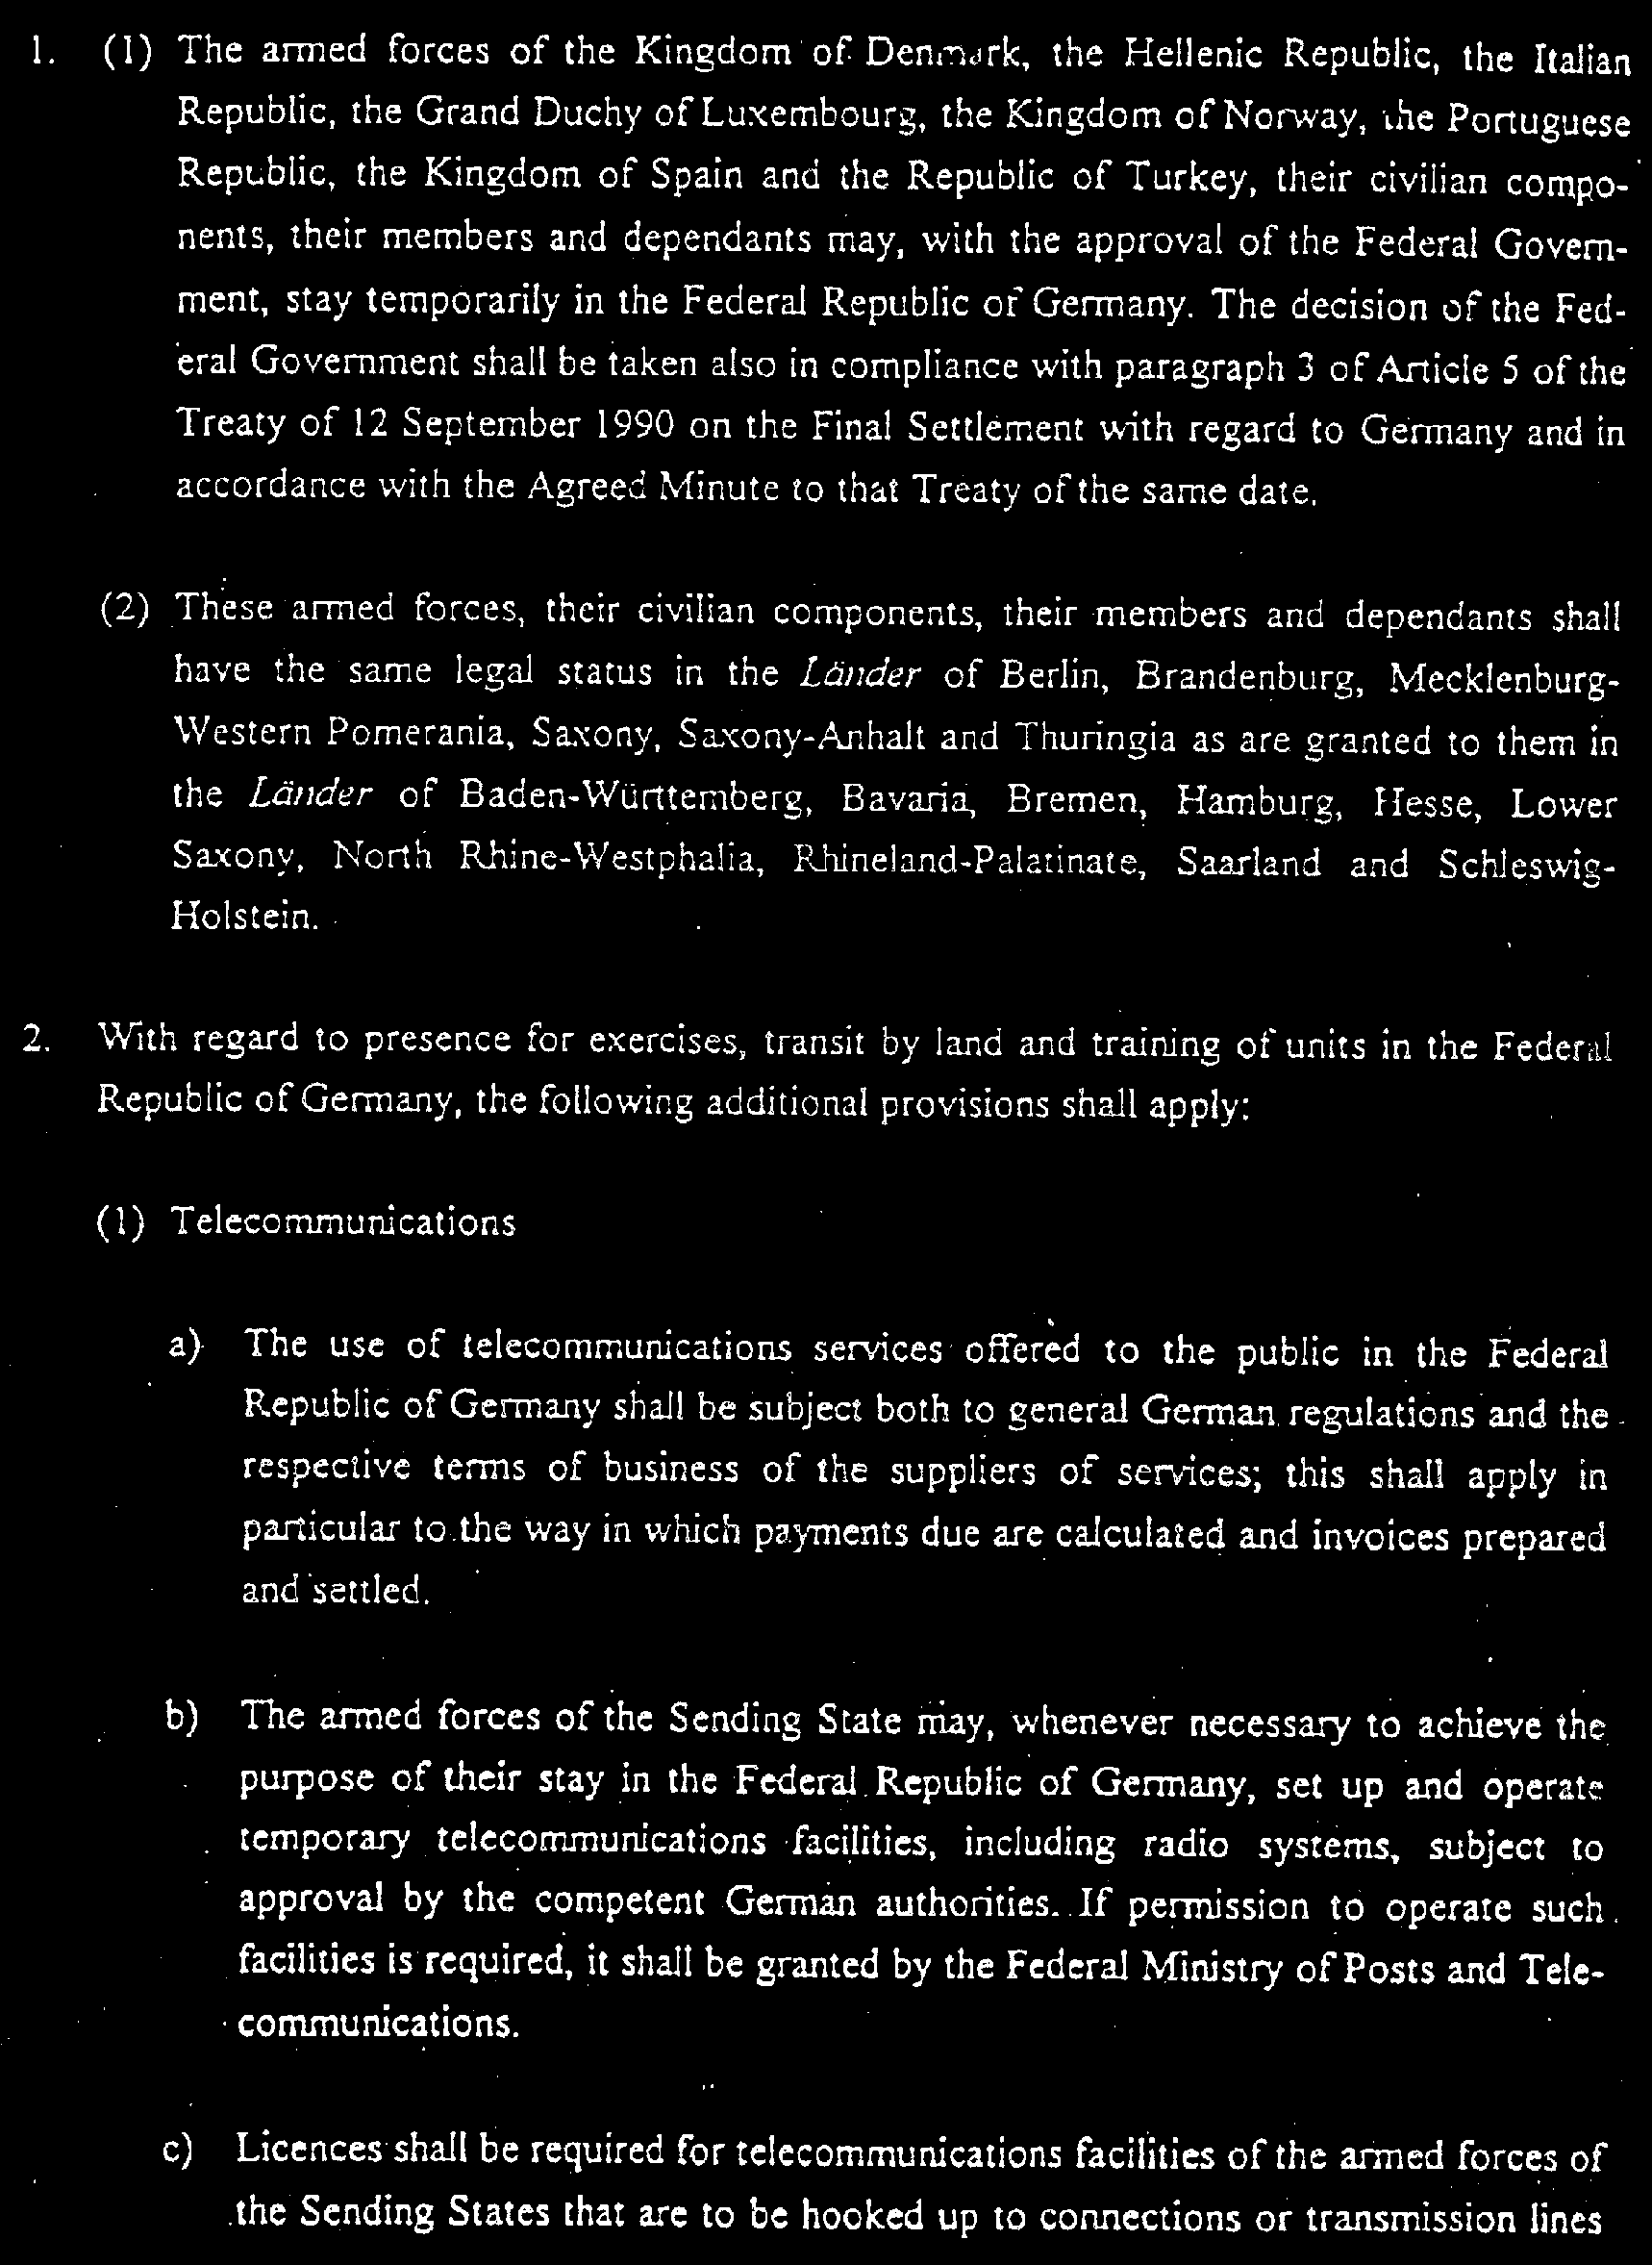 1. (1) The armed forces of the Kingdom of Denmark, the Hellenic Republic, the Italian
Republic, the Grand Duchy of Luxembourg, the Kingdom of Norway, the Portuguese
Republic, the Kingdom of Spain and the Republic of Turkey, their civilian compo-
nents, their members and dependants may, with the approval of the Federal Govern-
ment, stay temporarily in the Federal Republic of Germany. The decision of the Fed-
eral Government shall be taken also in compliance with paragraph 3 of Article 5 of the
Treaty of 12 September 1990 on the Final Settlement with regard to Germany and in
accordance with the Agreed Minute to that Treaty of the same date.
(2) These armed forces, their civilian components, their members and dependants shall
have the same legal status in the Länder of Berlin, Brandenburg, Mecklenburg-
Western Pomerania, Saxony, Saxony-Anhalt and Thuringia as are granted to them in
the Länder of Baden-Württemberg, Bavaria, Bremen, Hamburg, Hesse, Lower
Saxony, North Rhine-Westphalia, Rhineland-Palatinate, Saarland and Schleswig-
Holstein.
2. With regard to presence for exercises, transit by land and training of units in the Federal
Republic of Germany, the following additional provisions shall apply:
(1) Telecommunications
a) The use of telecommunications services offered to the public in the Federal
Republic of Germany shall be subject both to general German regulations and the
respective terms of business of the suppliers of services; this shall apply in
particular to the way in which payments due are calculated and invoices prepared
and settled.
b) The armed forces of the Sending State may, whenever necessary to achieve the
purpose of their stay in the Federal Republic of Germany, set up and operate
temporary telecommunications facilities, including radio systems, subject to
approval by the competent German authorities. If permission to operate such
facilities is required, it shall be granted by the Federal Ministry of Posts and Tele-
communications.
c) Licences shall be required for telecommunications facilities of the armed forces of
the Sending States that are to be hooked up to connections or transmission lines